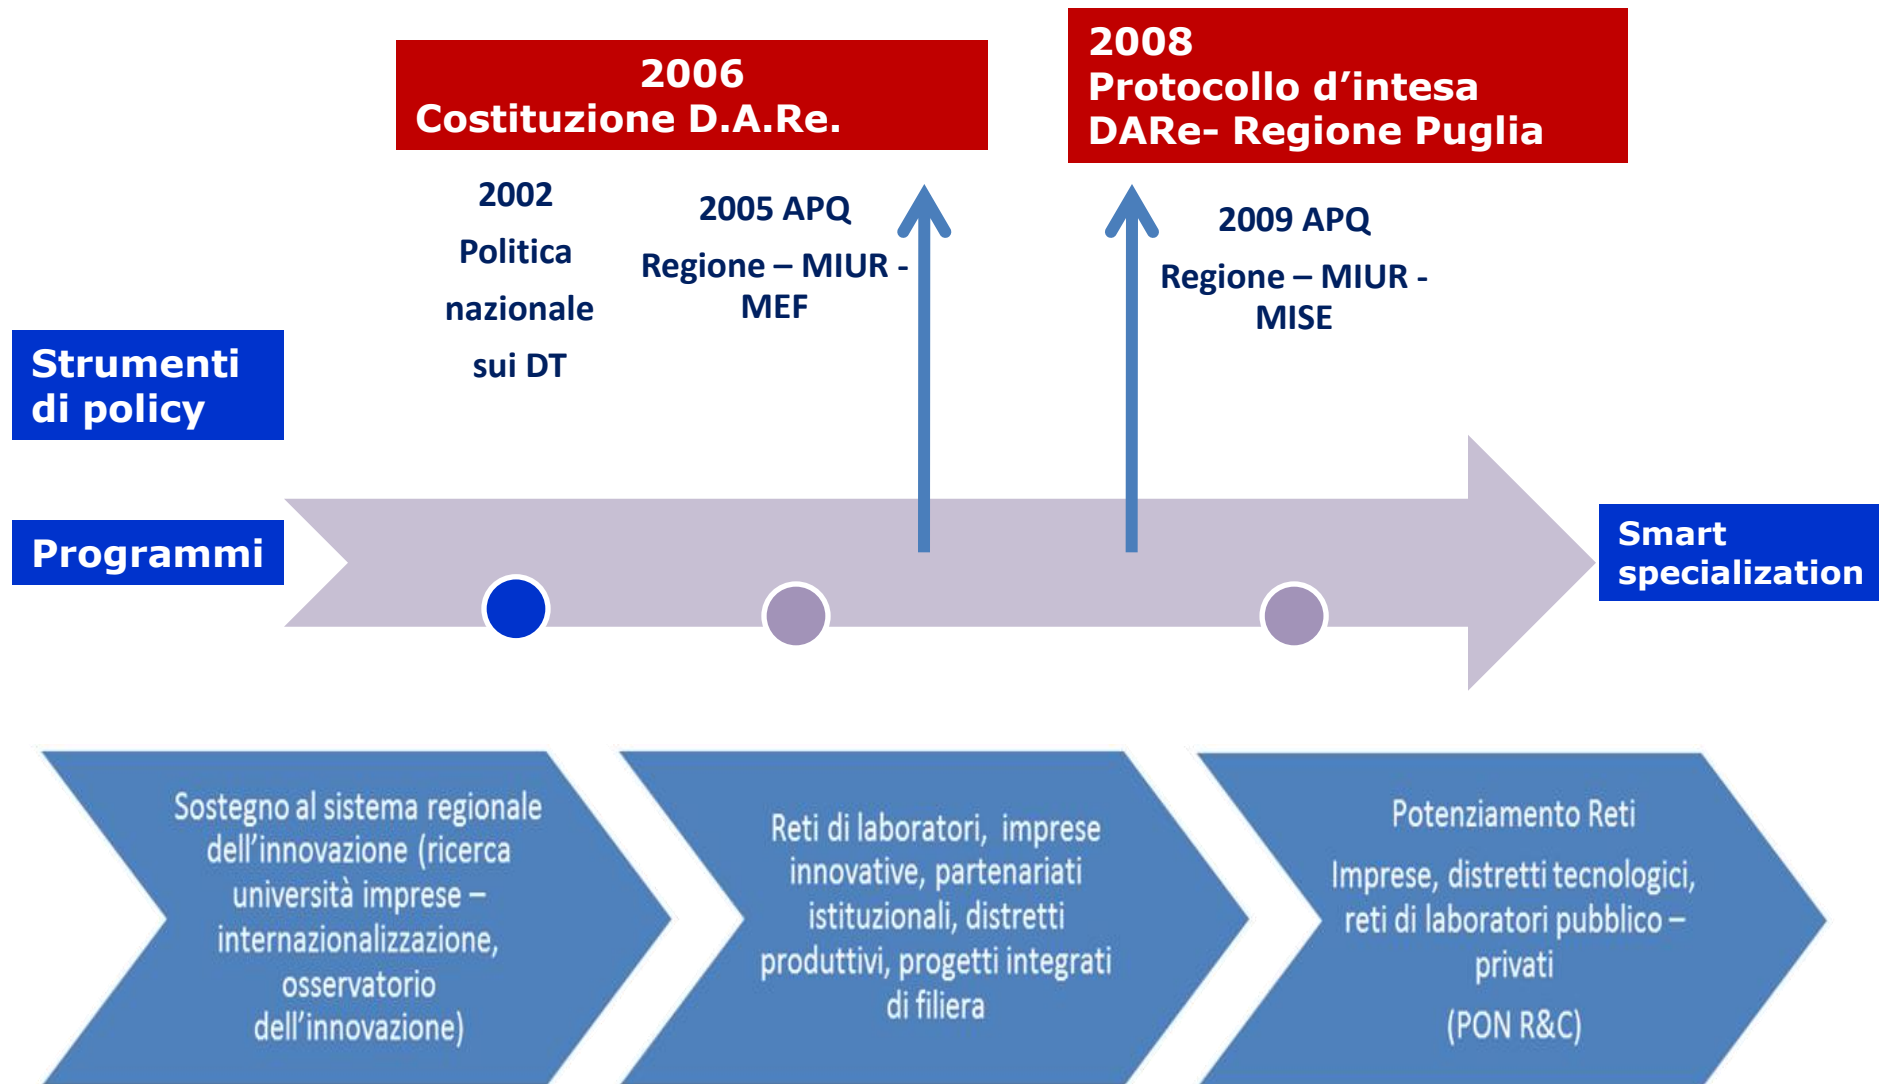 2006
Costituzione D.A.Re.
2008
Protocollo d’intesa
DARe- Regione Puglia
2002
Politica
nazionale
sui DT
2005 APQ
Regione – MIUR -
MEF
2009 APQ
Regione – MIUR -
MISE
Strumenti
di policy
Programmi
Smart
specialization
Sostegno al sistema regionale
dell’innovazione (ricerca
università imprese –
internazionalizzazione,
osservatorio
dell’innovazione)
Reti di laboratori, imprese
innovative, partenariati
istituzionali, distretti
produttivi, progetti integrati
di filiera
Potenziamento Reti
Imprese, distretti tecnologici,
reti di laboratori pubblico –
privati
(PON R&C)